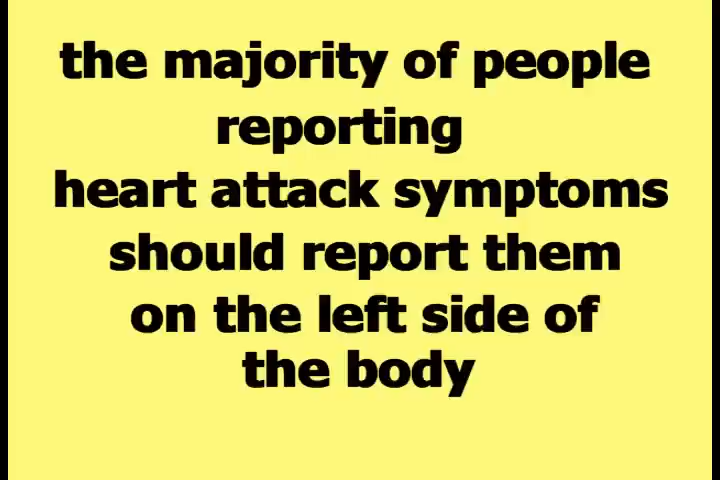 the majority of people
reporting
heart attack symptoms
should report them
on the left side of
the body